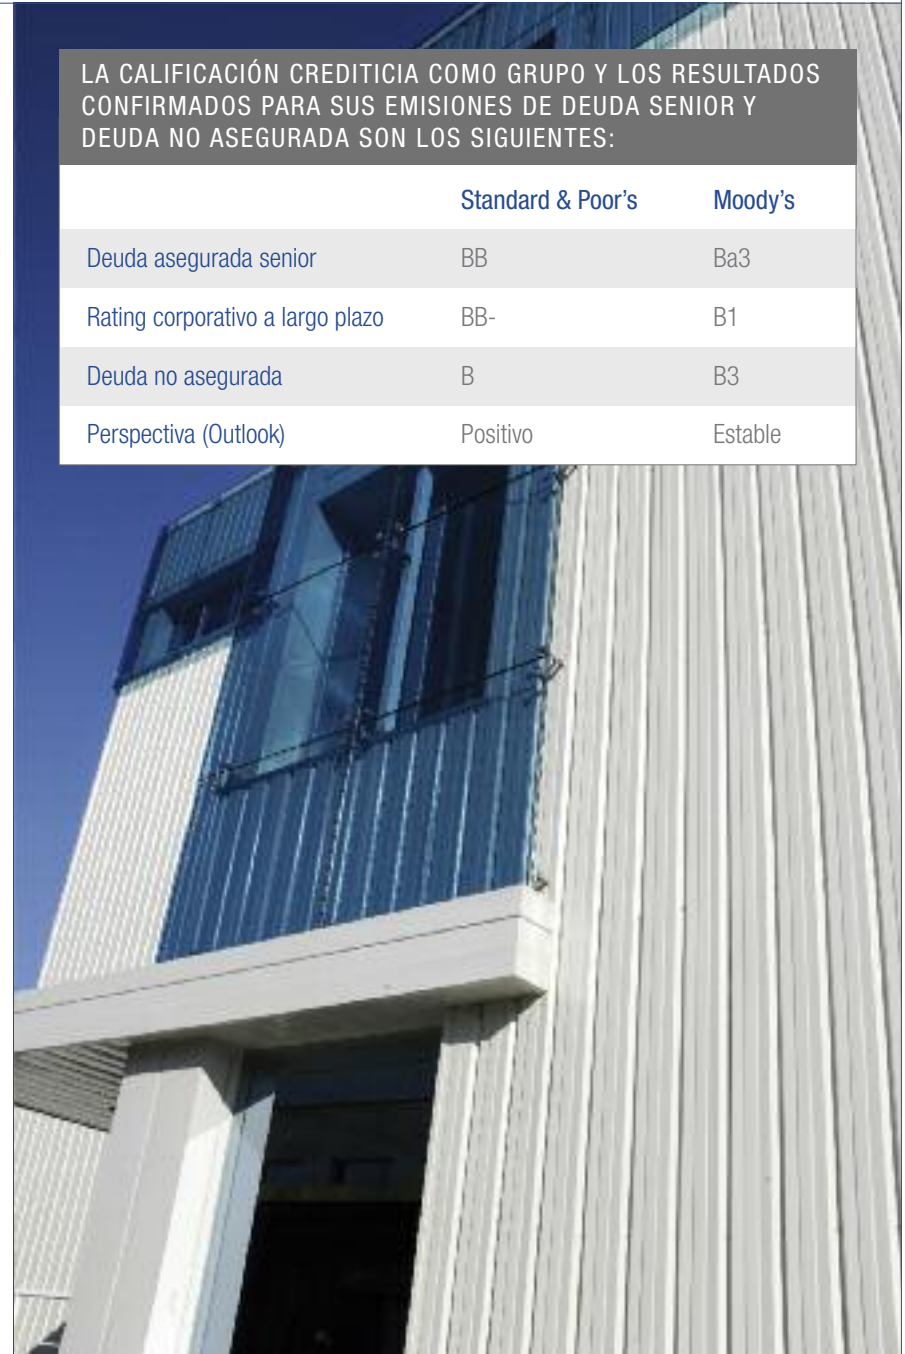 LA CALIFICACIÓN CREDITICIA COMO GRUPO Y LOS RESULTADOS
CONFIRMADOS PARA SUS EMISIONES DE DEUDA SENIOR Y
DEUDA NO ASEGURADA SON LOS SIGUIENTES:
Standard & Poor’s Moody’s
Deuda asegurada senior BB Ba3
Rating corporativo a largo plazo BB- B1
Deuda no asegurada B B3
Perspectiva (Outlook) Positivo Estable